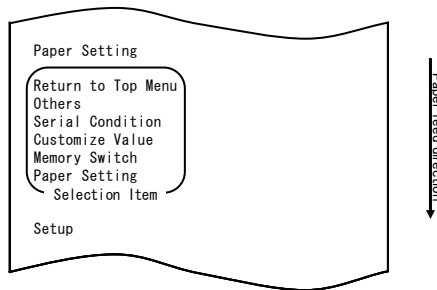 Paper Setting
Return to Top Menu
Others
Serial Condition
Customize Value
Memory Switch
Paper Setting
Selection Item
Setup
Paper feed direction